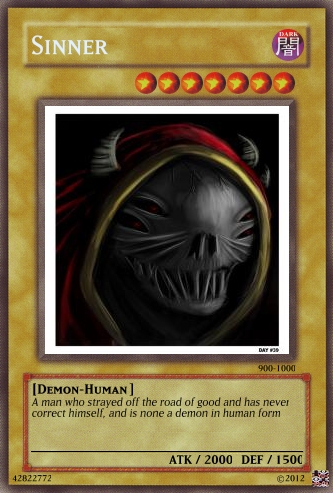 SINNER
DARK
闇
DAY #39
900-1000
[DEMON-HUMAN]
A man who strayed off the road of good and has never
correct himself, and is none a demon in human form
ATK / 2000 DEF / 1500
42822772 ©2012